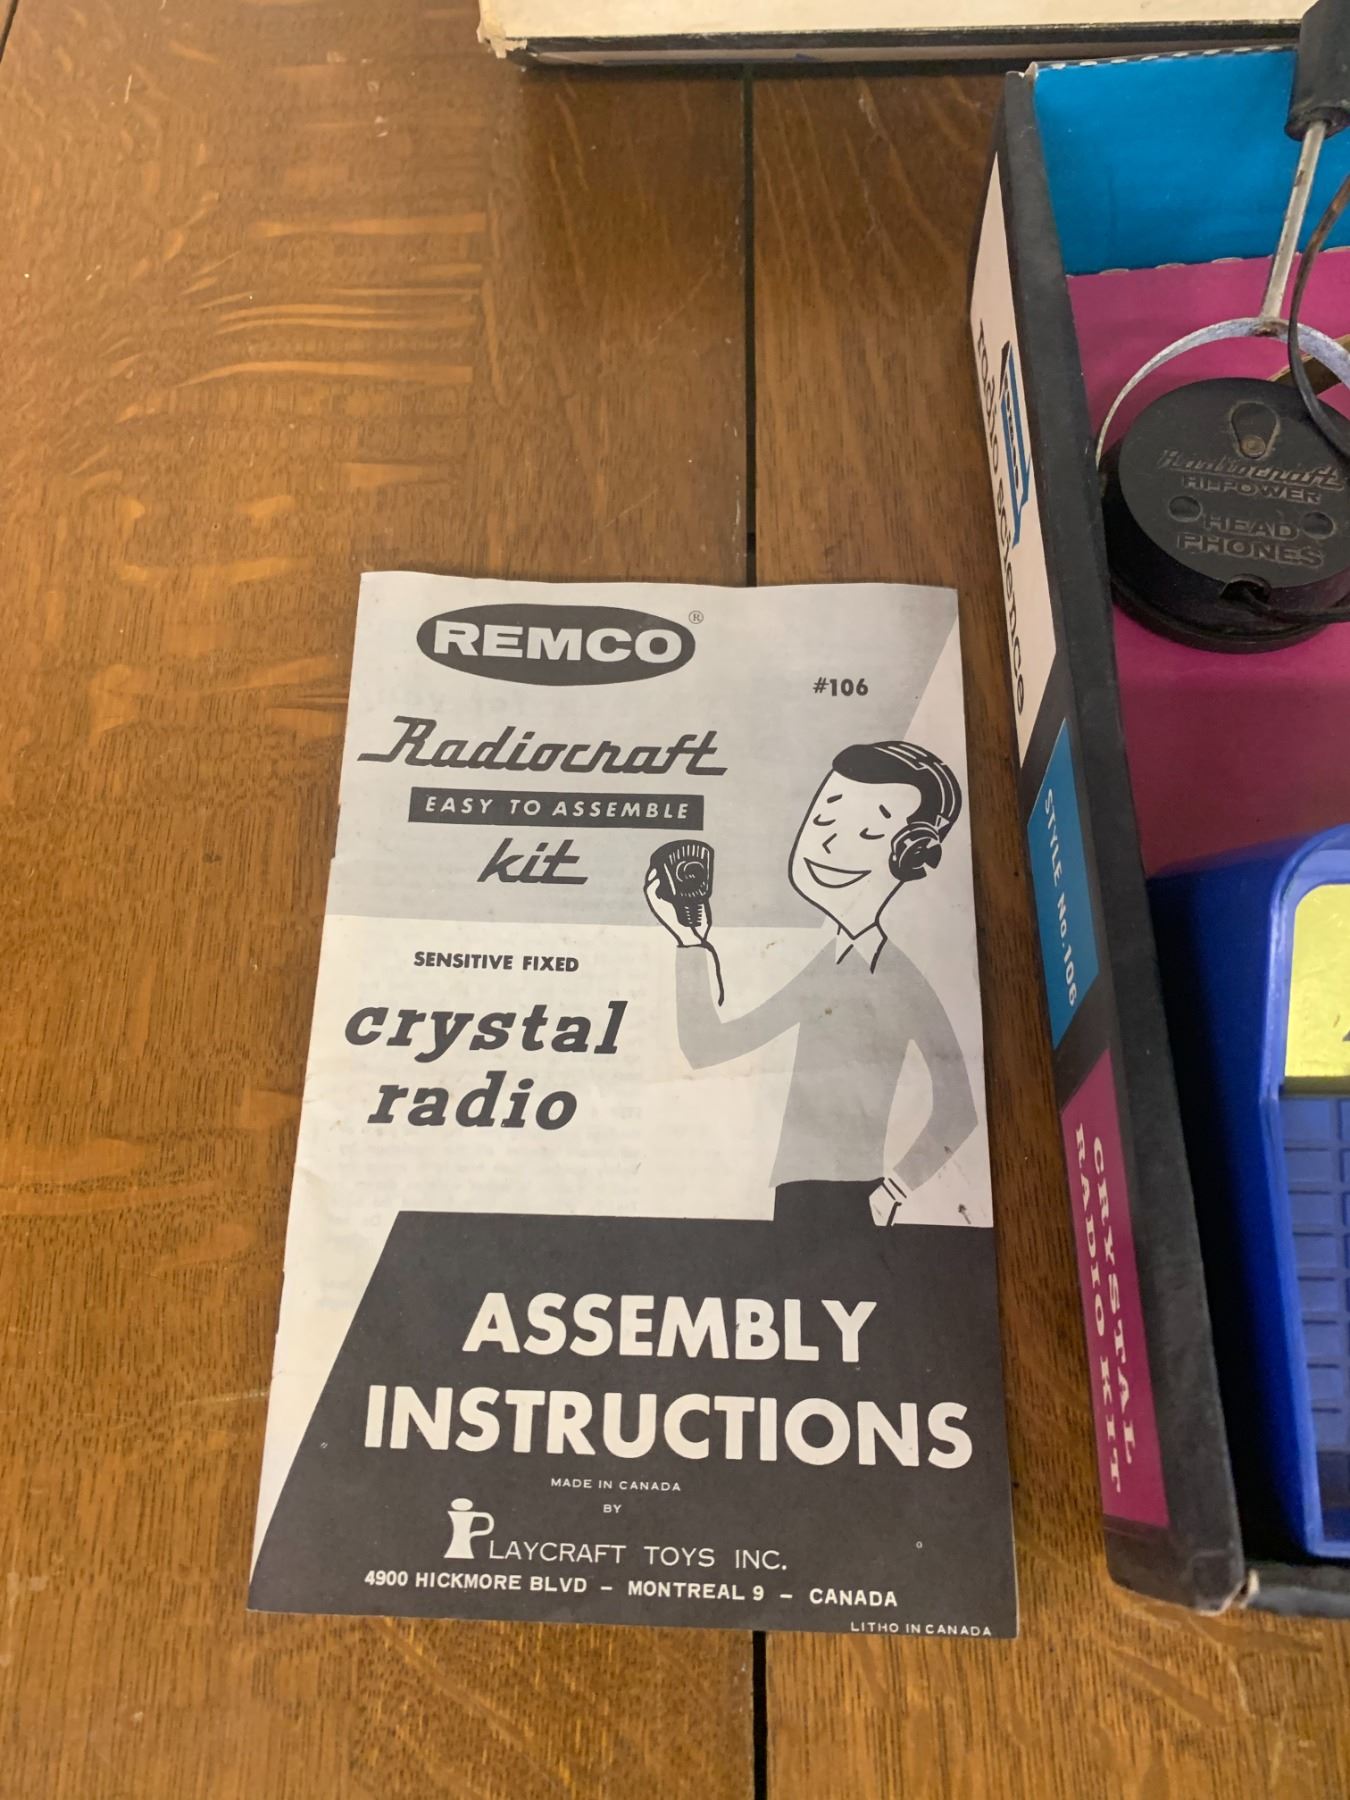 REMCO®
#106
Radiocraft
EASY TO ASSEMBLE
kit
SENSITIVE FIXED
crystal
radio
ASSEMBLY
INSTRUCTIONS
MADE IN CANADA
BY
PLAYCRAFT TOYS INC.
4900 HICKMORE BLVD – MONTREAL 9 – CANADA
LITHO IN CANADA
radio science
STYLE No. 106
CRYSTAL
RADIO KIT
Radiocraft
HI-POWER
HEAD
PHONES